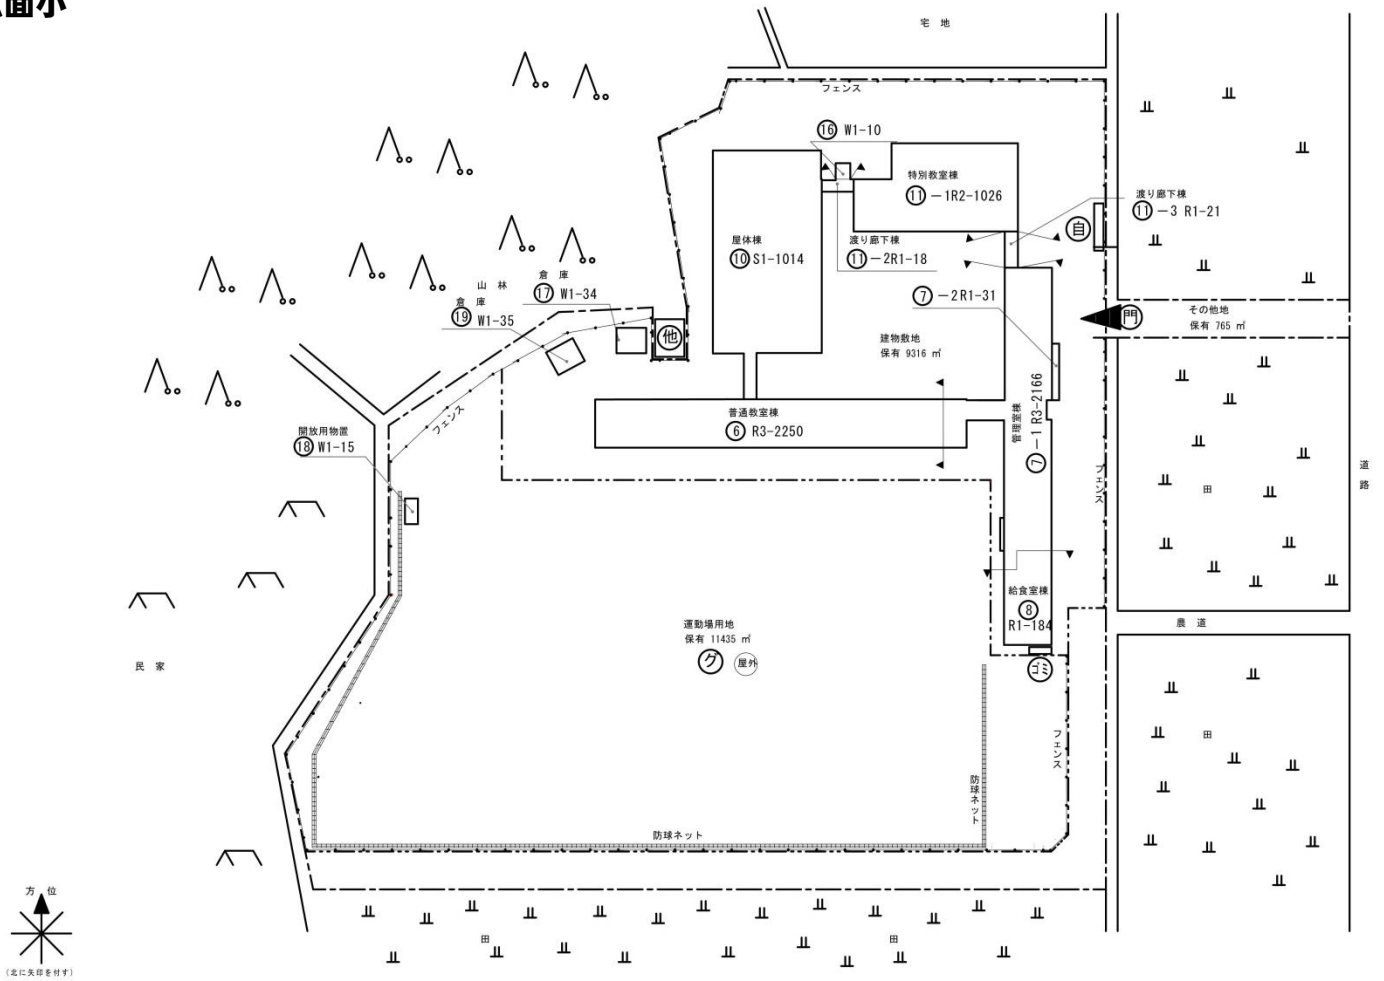 面小
宅 地
フェンス
⑯ W1-10
特別教室棟
⑪ −1R2-1026
渡り廊下棟
⑪ −3 R1-21
自
屋体棟
⑩ S1-1014
渡り廊下棟
⑪ −2R1-18
山 林
倉 庫
⑰ W1-34
倉 庫
⑲ W1-35
⑦ −2R1-31
他
門
その他地
保有 765 ㎡
建物敷地
保有 9316 ㎡
フェンス
普通教室棟
⑥ R3-2250
管理室棟
⑦ −1 R3-2166
開放用物置
⑱ W1-15
フェンス
田
道 路
給食室棟
⑧
R1-184
農 道
運動場用地
保有 11435 ㎡
グ 屋外
ゴミ
民 家
フェンス
田
防球ネット
防球ネット
方 位
(北に矢印を付す)
田
田